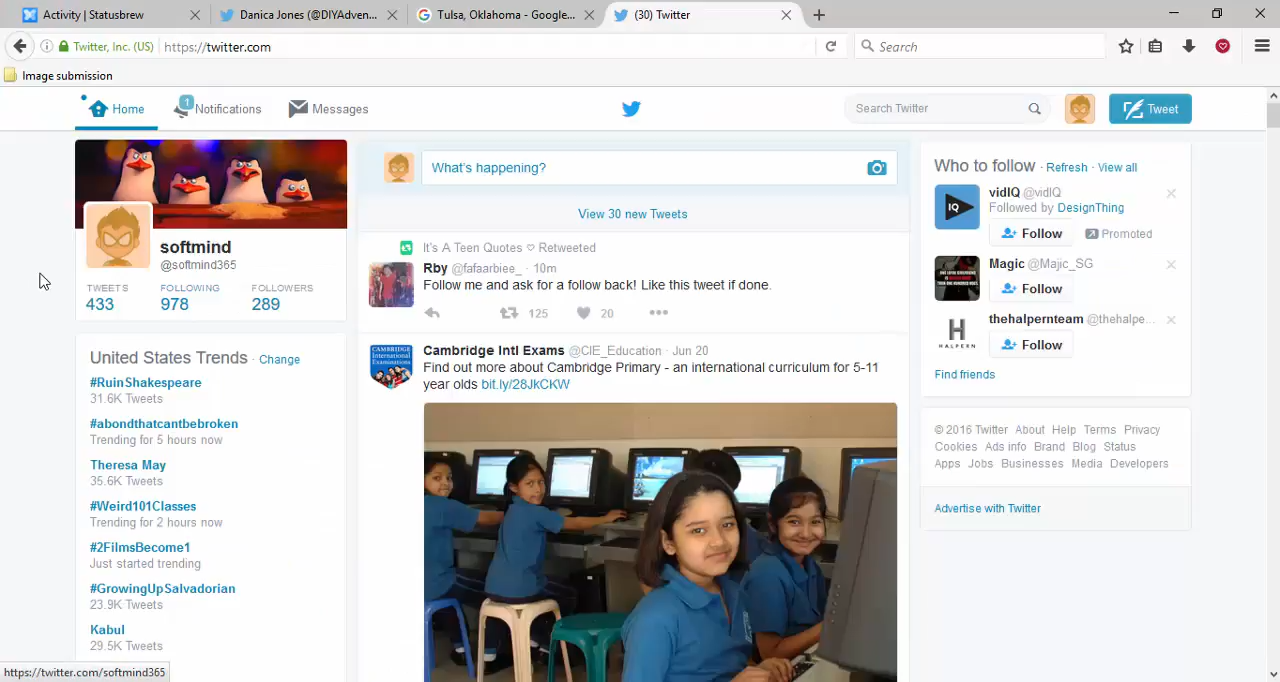 Activity | Statusbrew
Danica Jones (@DIYAdven...
Tulsa, Oklahoma - Google...
(30) Twitter
Twitter, Inc. (US)
https://twitter.com
Search
Image submission
Home
1
Notifications
Messages
Search Twitter
Tweet
softmind
@softmind365
TWEETS
433
FOLLOWING
978
FOLLOWERS
289
United States Trends · Change
#RuinShakespeare
31.6K Tweets
#abondthatcantbebroken
Trending for 5 hours now
Theresa May
35.6K Tweets
#Weird101Classes
Trending for 2 hours now
#2FilmsBecome1
Just started trending
#GrowingUpSalvadorian
23.9K Tweets
Kabul
29.5K Tweets
https://twitter.com/softmind365
What's happening?
View 30 new Tweets
It's A Teen Quotes ♡ Retweeted
Rby @fafaarbiee_ · 10m
Follow me and ask for a follow back! Like this tweet if done.
125
20
Cambridge Intl Exams @CIE_Education · Jun 20
Find out more about Cambridge Primary - an international curriculum for 5-11
year olds bit.ly/28JkCKW
CAMBRIDGE
International
Examinations
Who to follow · Refresh · View all
IQ
vidIQ @vidIQ
Followed by DesignThing
Follow
Promoted
Magic @Majic_SG
Follow
H
HALPERN
thehalpernteam @thehalpe...
Follow
Find friends
© 2016 Twitter About Help Terms Privacy
Cookies Ads info Brand Blog Status
Apps Jobs Businesses Media Developers
Advertise with Twitter